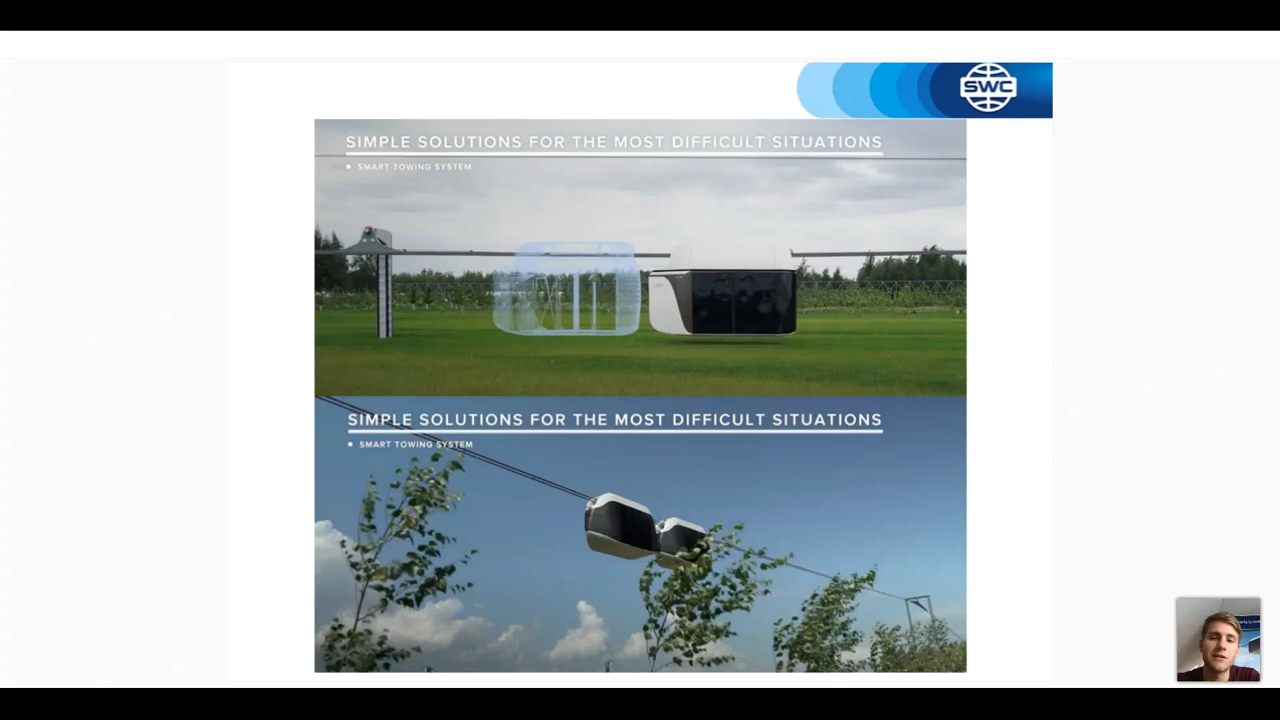 SWC
SIMPLE SOLUTIONS FOR THE MOST DIFFICULT SITUATIONS
▪ SMART TOWING SYSTEM
SIMPLE SOLUTIONS FOR THE MOST DIFFICULT SITUATIONS
▪ SMART TOWING SYSTEM